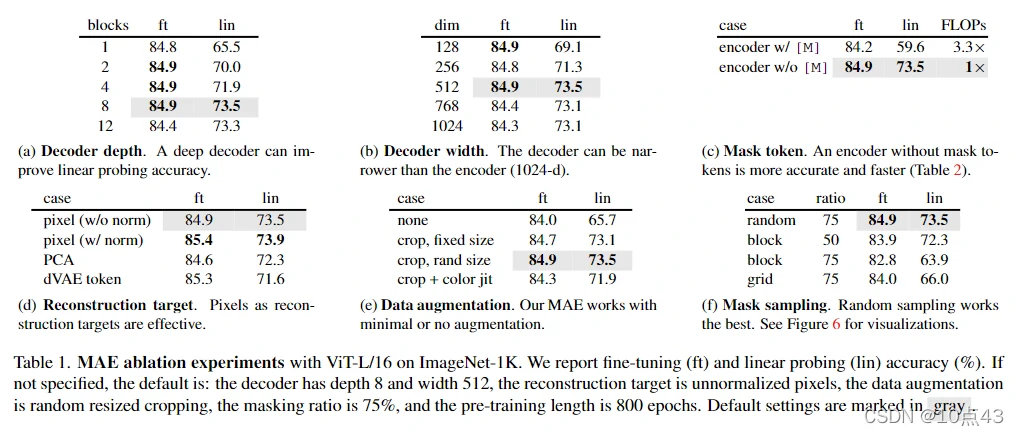 blocks ft lin
1 84.8 65.5
2 84.9 70.0
4 84.9 71.9
8 84.9 73.5
12 84.4 73.3
(a) Decoder depth. A deep decoder can im-
prove linear probing accuracy.
dim ft lin
128 84.9 69.1
256 84.8 71.3
512 84.9 73.5
768 84.4 73.1
1024 84.3 73.1
(b) Decoder width. The decoder can be nar-
rower than the encoder (1024-d).
case ft lin FLOPs
encoder w/ [M] 84.2 59.6 3.3×
encoder w/o [M] 84.9 73.5 1×
(c) Mask token. An encoder without mask to-
kens is more accurate and faster (Table 2).
case ft lin
pixel (w/o norm) 84.9 73.5
pixel (w/ norm) 85.4 73.9
PCA 84.6 72.3
dVAE token 85.3 71.6
(d) Reconstruction target. Pixels as recon-
struction targets are effective.
case ft lin
none 84.0 65.7
crop, fixed size 84.7 73.1
crop, rand size 84.9 73.5
crop + color jit 84.3 71.9
(e) Data augmentation. Our MAE works with
minimal or no augmentation.
case ratio ft lin
random 75 84.9 73.5
block 50 83.9 72.3
block 75 82.8 63.9
grid 75 84.0 66.0
(f) Mask sampling. Random sampling works
the best. See Figure 6 for visualizations.
Table 1. MAE ablation experiments with ViT-L/16 on ImageNet-1K. We report fine-tuning (ft) and linear probing (lin) accuracy (%). If
not specified, the default is: the decoder has depth 8 and width 512, the reconstruction target is unnormalized pixels, the data augmentation
is random resized cropping, the masking ratio is 75%, and the pre-training length is 800 epochs. Default settings are marked in gray.
CSDN @10点43